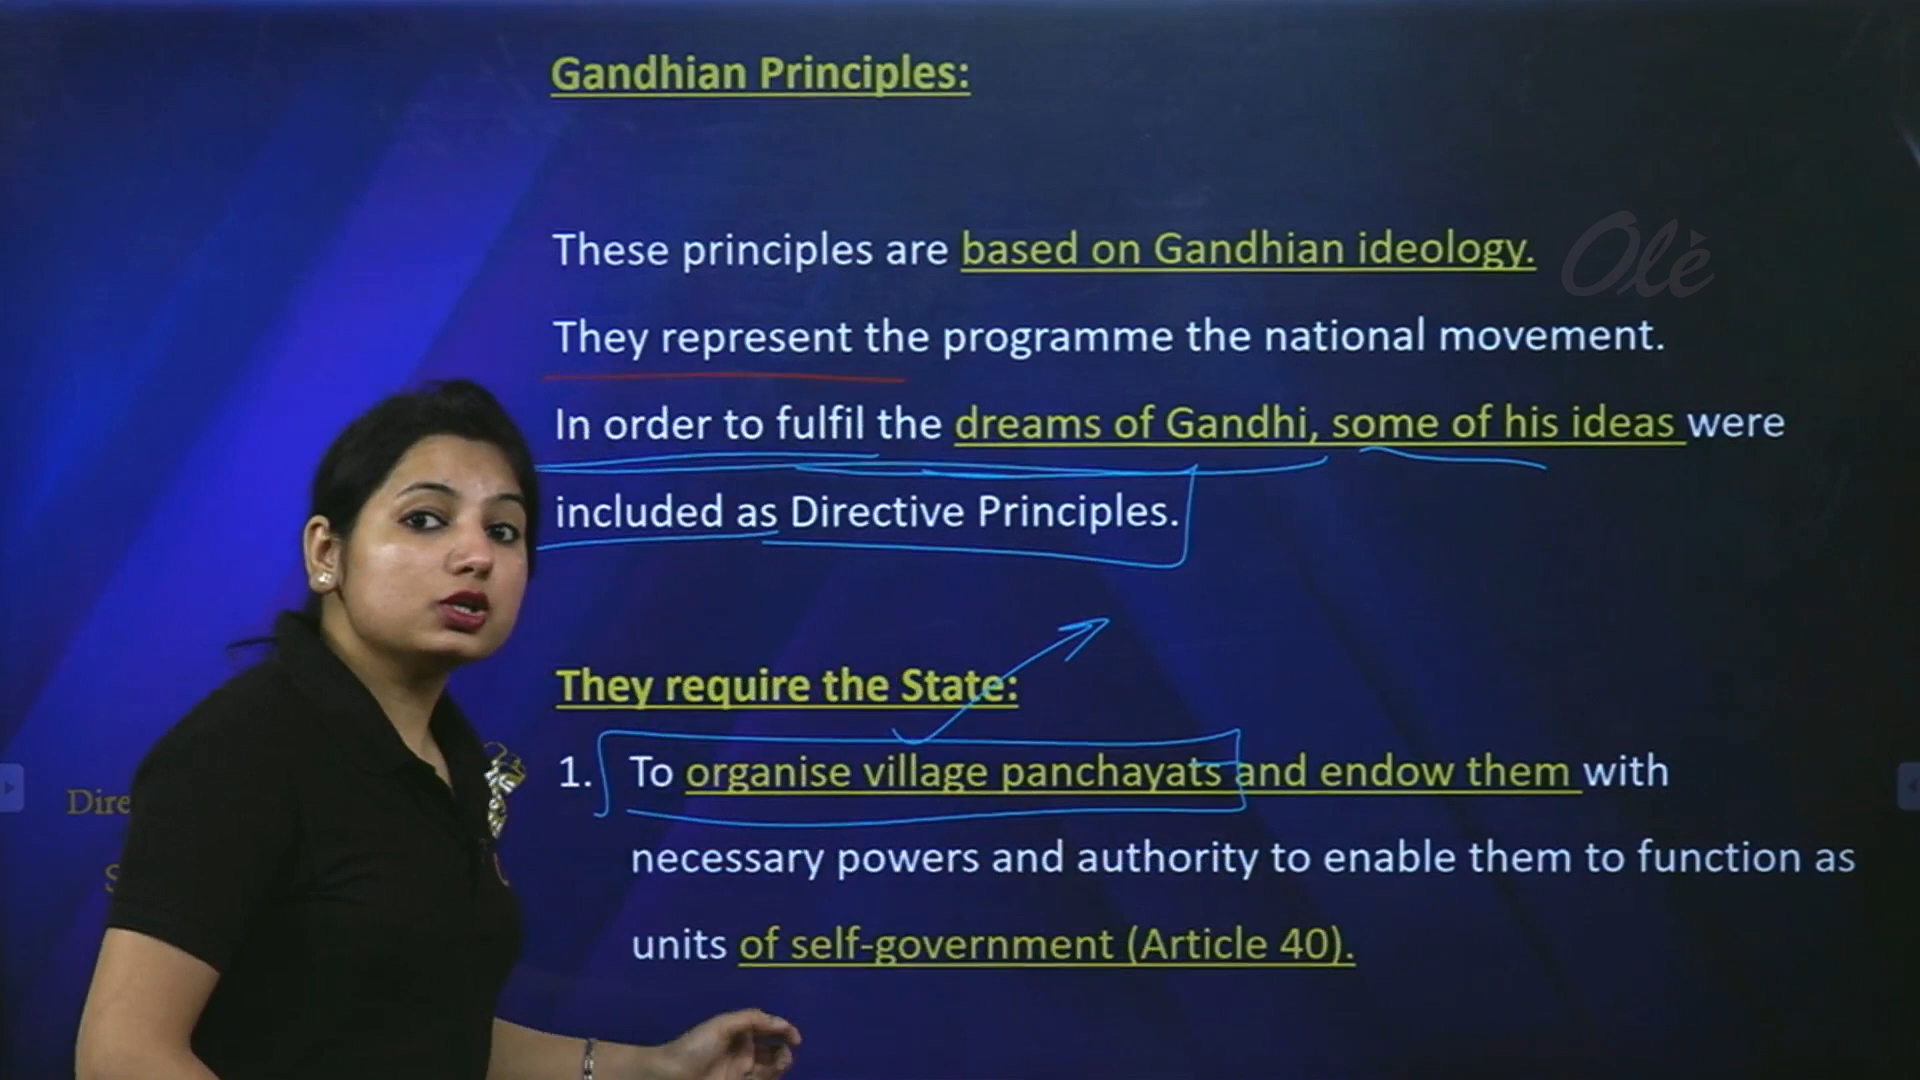 Gandhian Principles:
These principles are based on Gandhian ideology.
Olè
They represent the programme the national movement.
In order to fulfil the dreams of Gandhi, some of his ideas were
included as Directive Principles.
They require the State:
1. To organise village panchayats and endow them with
necessary powers and authority to enable them to function as
units of self-government (Article 40).
Dire
S